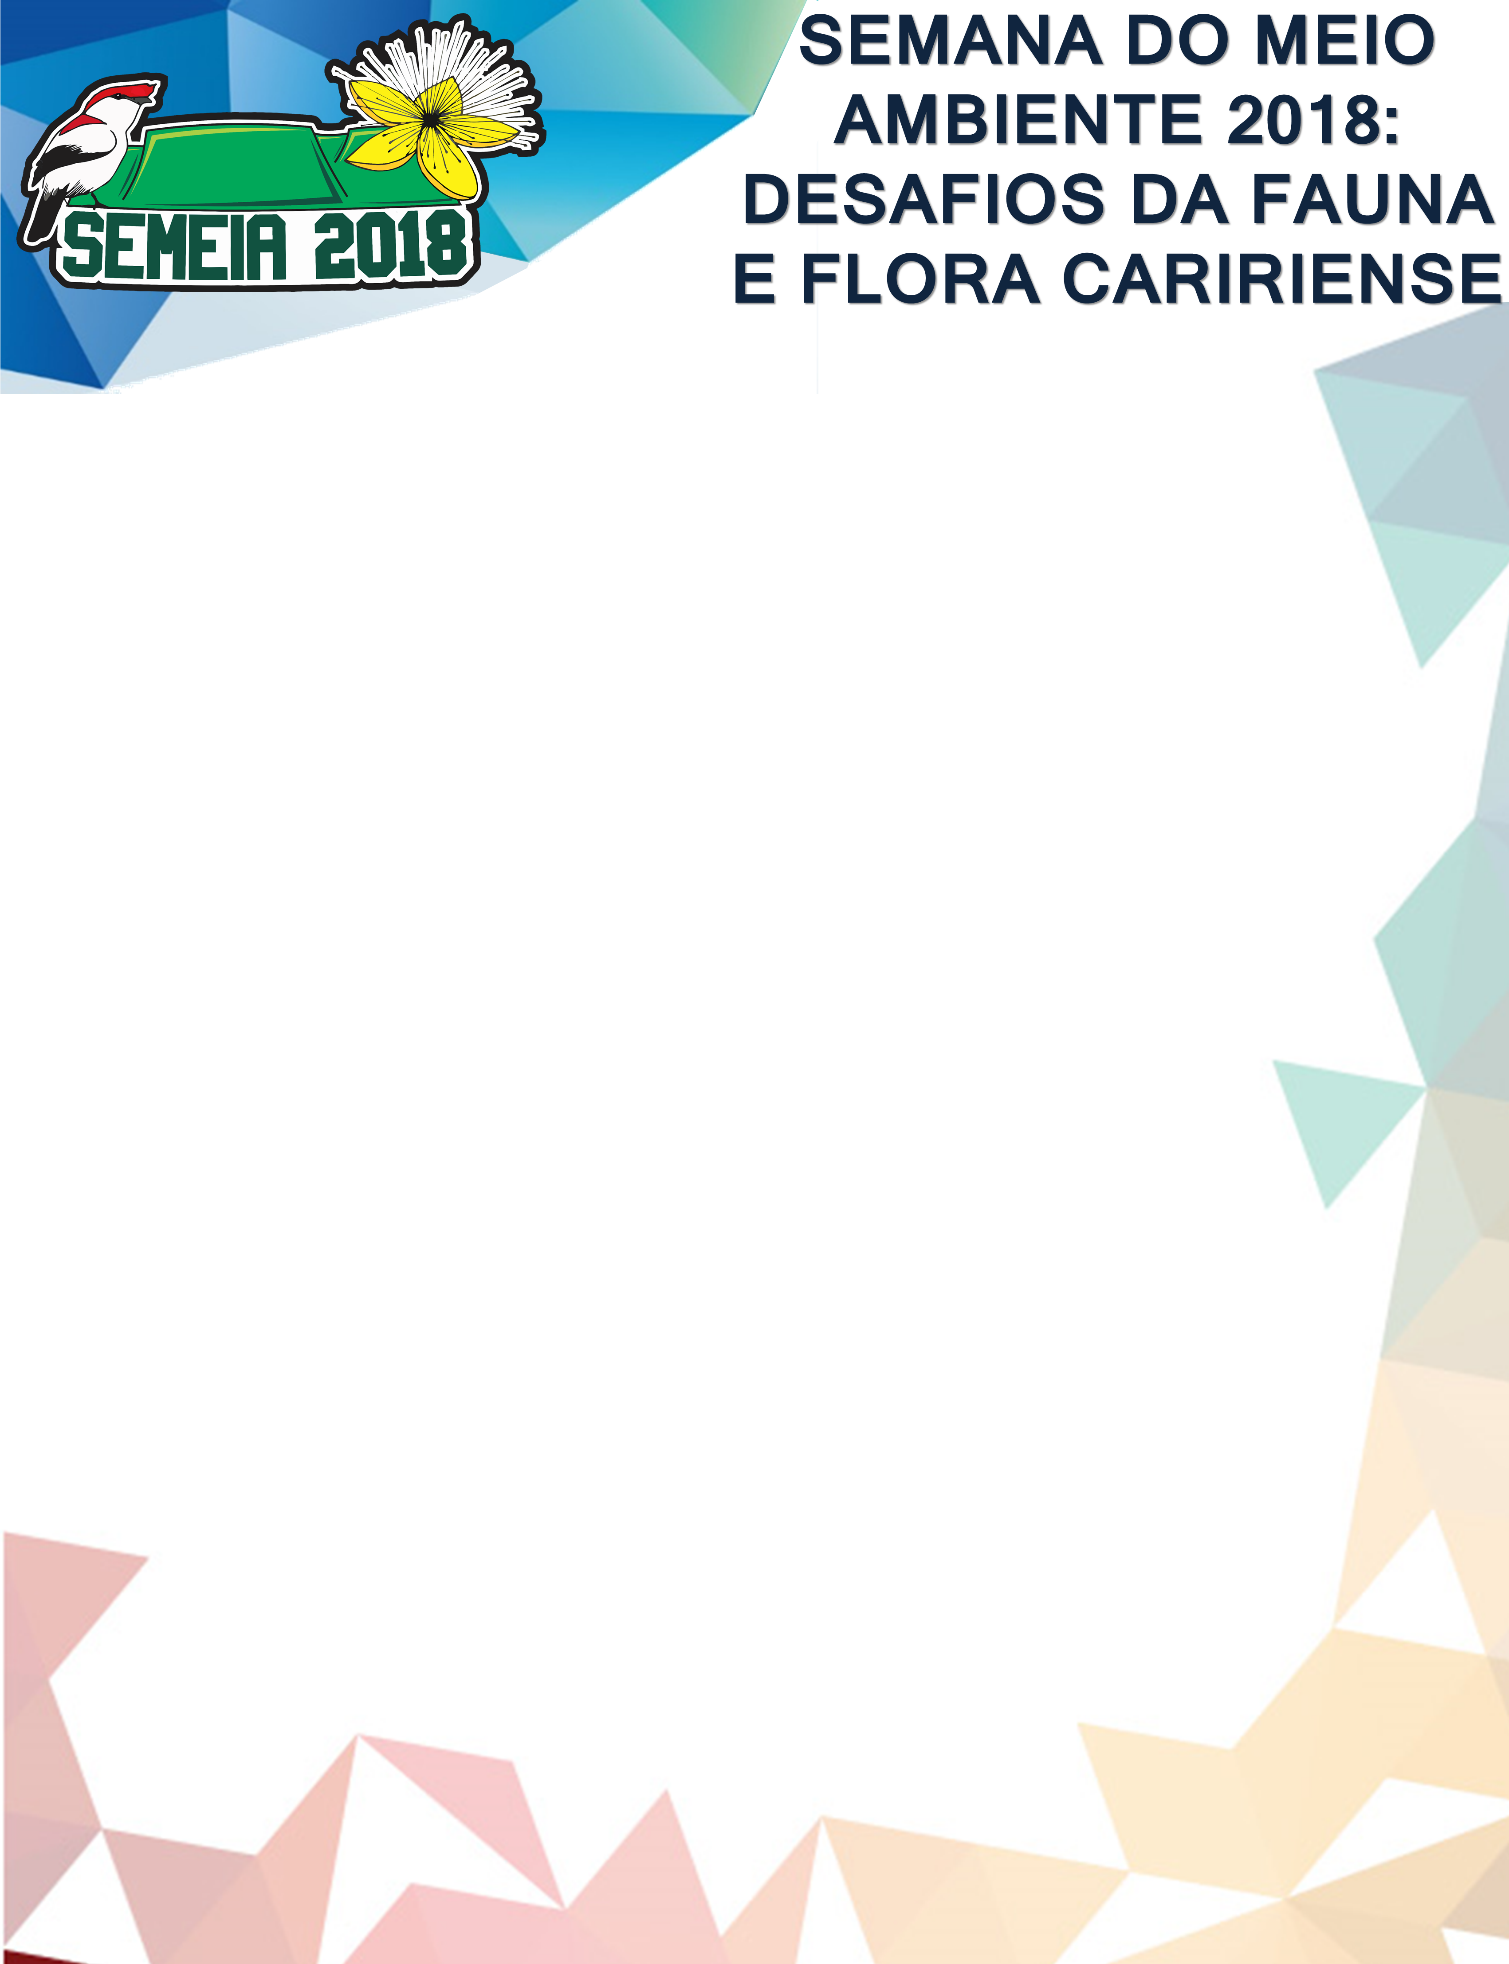 SEMEIA 2018
SEMANA DO MEIO
AMBIENTE 2018:
DESAFIOS DA FAUNA
E FLORA CARIRIENSE